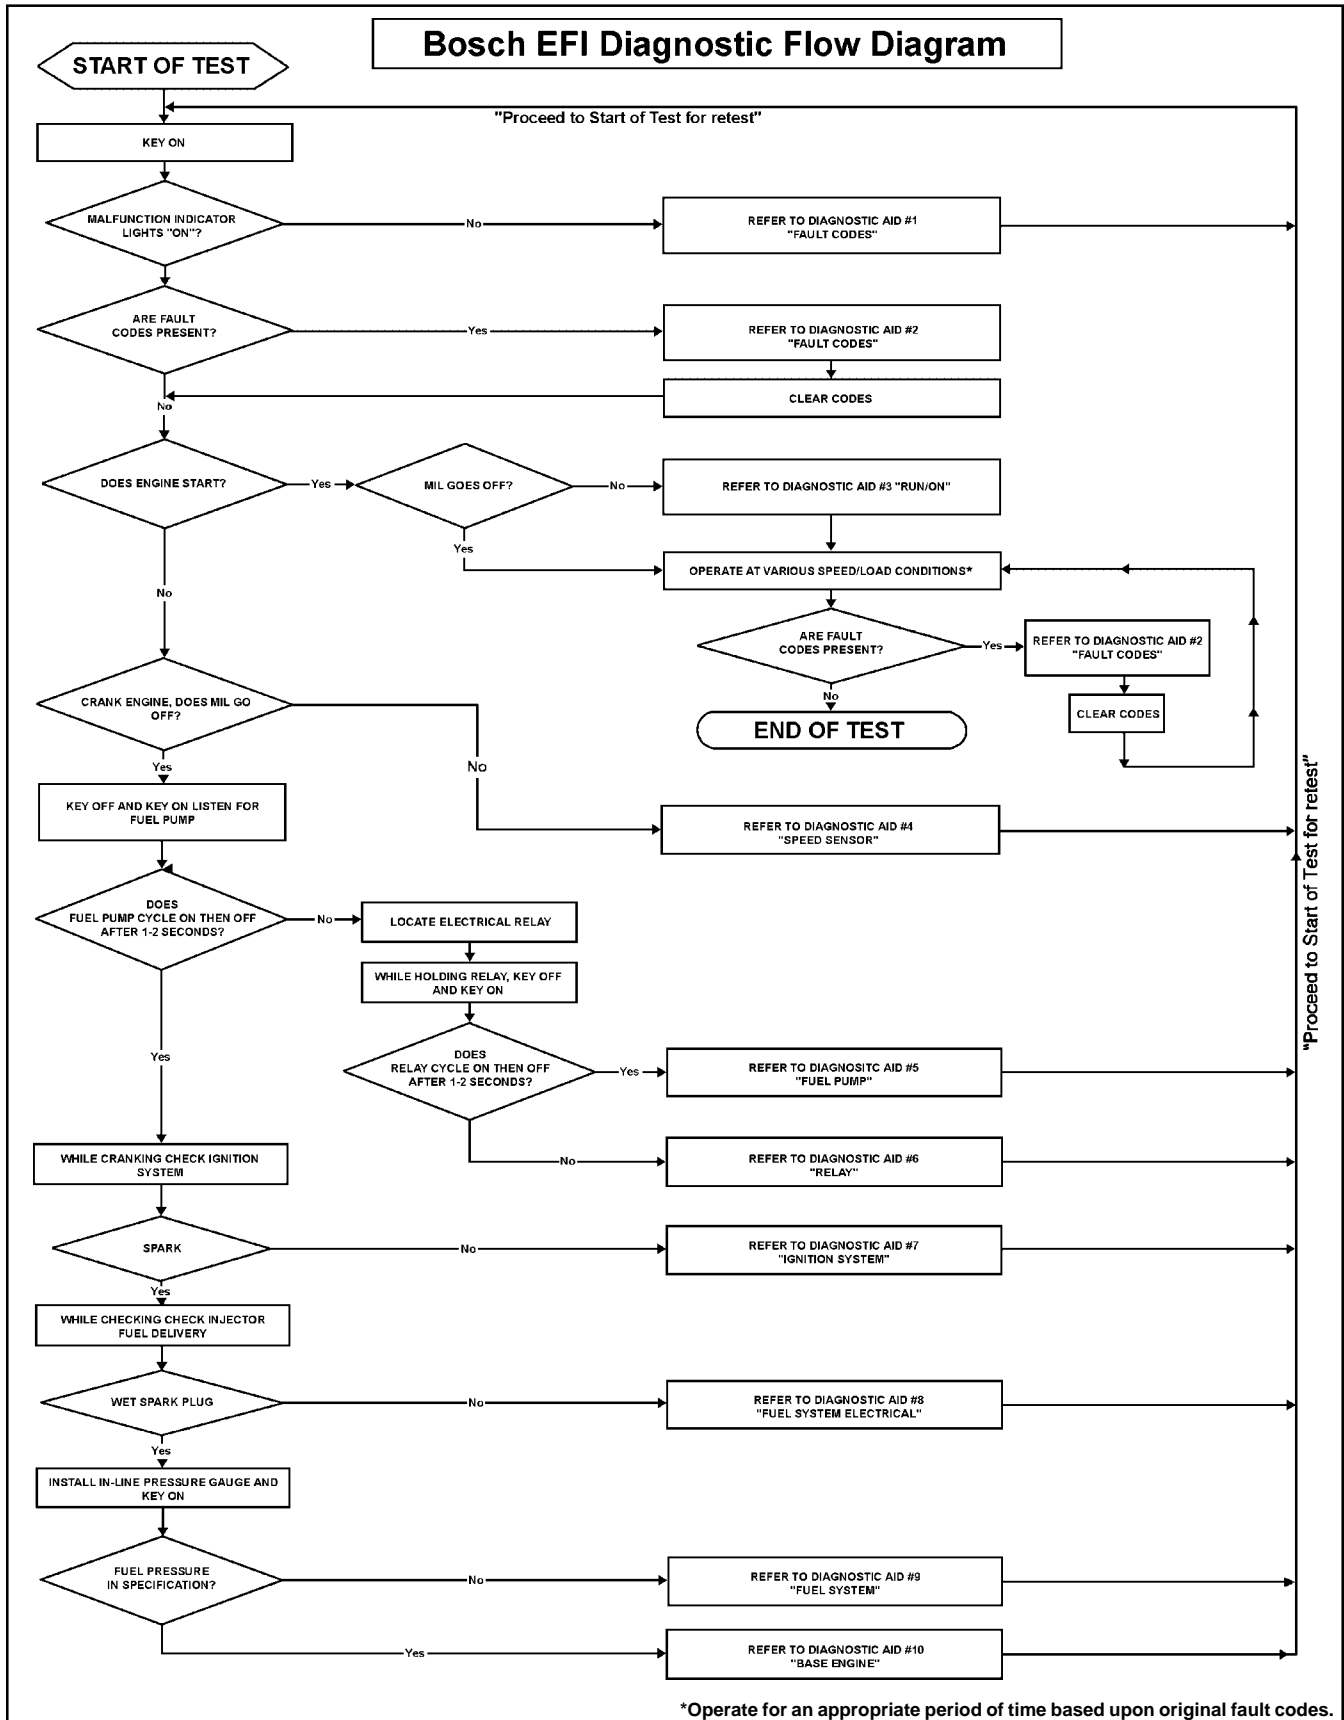 Bosch EFI Diagnostic Flow Diagram
START OF TEST
"Proceed to Start of Test for retest"
KEY ON
MALFUNCTION INDICATOR
LIGHTS "ON"?
No
REFER TO DIAGNOSTIC AID #1
"FAULT CODES"
ARE FAULT
CODES PRESENT?
Yes
REFER TO DIAGNOSTIC AID #2
"FAULT CODES"
CLEAR CODES
No
DOES ENGINE START?
Yes
MIL GOES OFF?
No
REFER TO DIAGNOSTIC AID #3 "RUN/ON"
Yes
OPERATE AT VARIOUS SPEED/LOAD CONDITIONS*
No
ARE FAULT
CODES PRESENT?
Yes
REFER TO DIAGNOSTIC AID #2
"FAULT CODES"
No
CLEAR CODES
END OF TEST
CRANK ENGINE, DOES MIL GO
OFF?
No
Yes
KEY OFF AND KEY ON LISTEN FOR
FUEL PUMP
REFER TO DIAGNOSTIC AID #4
"SPEED SENSOR"
"Proceed to Start of Test for retest"
DOES
FUEL PUMP CYCLE ON THEN OFF
AFTER 1-2 SECONDS?
No
LOCATE ELECTRICAL RELAY
WHILE HOLDING RELAY, KEY OFF
AND KEY ON
Yes
DOES
RELAY CYCLE ON THEN OFF
AFTER 1-2 SECONDS?
Yes
REFER TO DIAGNOSITC AID #5
"FUEL PUMP"
No
REFER TO DIAGNOSTIC AID #6
"RELAY"
WHILE CRANKING CHECK IGNITION
SYSTEM
SPARK
No
REFER TO DIAGNOSTIC AID #7
"IGNITION SYSTEM"
Yes
WHILE CHECKING CHECK INJECTOR
FUEL DELIVERY
WET SPARK PLUG
No
REFER TO DIAGNOSTIC AID #8
"FUEL SYSTEM ELECTRICAL"
Yes
INSTALL IN-LINE PRESSURE GAUGE AND
KEY ON
FUEL PRESSURE
IN SPECIFICATION?
No
REFER TO DIAGNOSTIC AID #9
"FUEL SYSTEM"
Yes
REFER TO DIAGNOSTIC AID #10
"BASE ENGINE"
*Operate for an appropriate period of time based upon original fault codes.